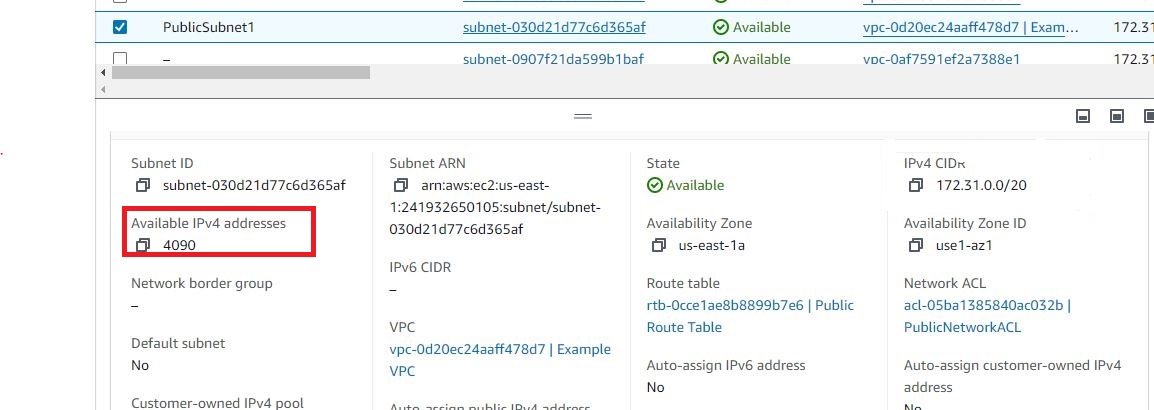 PublicSubnet1 subnet-030d21d77c6d365af Available vpc-0d20ec24aaff478d7 | Exam… 172.31
– subnet-0907f21da599b1baf Available vpc-0af7591ef2a7388e1 172.31
Subnet ID
subnet-030d21d77c6d365af
Available IPv4 addresses
4090
Network border group
–
Default subnet
No
Customer-owned IPv4 pool
Subnet ARN
arn:aws:ec2:us-east-
1:241932650105:subnet/subnet-
030d21d77c6d365af
IPv6 CIDR
–
VPC
vpc-0d20ec24aaff478d7 | Example
VPC
Auto-assign public IPv4 address
State
Available
Availability Zone
us-east-1a
Route table
rtb-0cce1ae8b8899b7e6 | Public
Route Table
Auto-assign IPv6 address
No
IPv4 CIDR
172.31.0.0/20
Availability Zone ID
use1-az1
Network ACL
acl-05ba1385840ac032b |
PublicNetworkACL
Auto-assign customer-owned IPv4
address
No